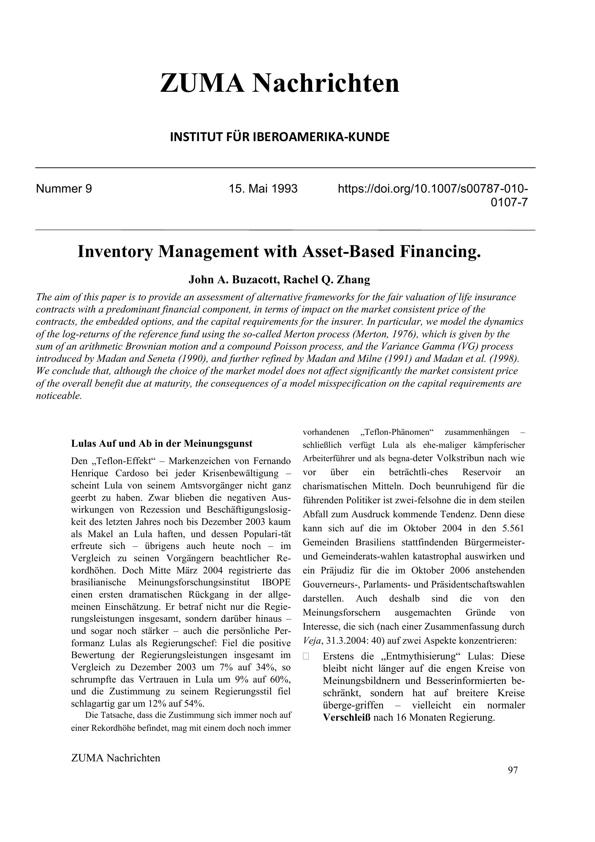 ZUMA Nachrichten
INSTITUT FÜR IBEROAMERIKA-KUNDE
Nummer 9
15. Mai 1993
https://doi.org/10.1007/s00787-010-
0107-7
Inventory Management with Asset-Based Financing.
John A. Buzacott, Rachel Q. Zhang
The aim of this paper is to provide an assessment of alternative frameworks for the fair valuation of life insurance
contracts with a predominant financial component, in terms of impact on the market consistent price of the
contracts, the embedded options, and the capital requirements for the insurer. In particular, we model the dynamics
of the log-returns of the reference fund using the so-called Merton process (Merton, 1976), which is given by the
sum of an arithmetic Brownian motion and a compound Poisson process, and the Variance Gamma (VG) process
introduced by Madan and Seneta (1990), and further refined by Madan and Milne (1991) and Madan et al. (1998).
We conclude that, although the choice of the market model does not affect significantly the market consistent price
of the overall benefit due at maturity, the consequences of a model misspecification on the capital requirements are
noticeable.
Lulas Auf und Ab in der Meinungsgunst
Den „Teflon-Effekt“ – Markenzeichen von Fernando
Henrique Cardoso bei jeder Krisenbewältigung –
scheint Lula von seinem Amtsvorgänger nicht ganz
geerbt zu haben. Zwar blieben die negativen Aus-
wirkungen von Rezession und Beschäftigungslosig-
keit des letzten Jahres noch bis Dezember 2003 kaum
als Makel an Lula haften, und dessen Populari-tät
erfreute sich – übrigens auch heute noch – im
Vergleich zu seinen Vorgängern beachtlicher Re-
kordhöhen. Doch Mitte März 2004 registrierte das
brasilianische Meinungsforschungsinstitut IBOPE
einen ersten dramatischen Rückgang in der allge-
meinen Einschätzung. Er betraf nicht nur die Regie-
rungsleistungen insgesamt, sondern darüber hinaus –
und sogar noch stärker – auch die persönliche Per-
formanz Lulas als Regierungschef: Fiel die positive
Bewertung der Regierungsleistungen insgesamt im
Vergleich zu Dezember 2003 um 7% auf 34%, so
schrumpfte das Vertrauen in Lula um 9% auf 60%,
und die Zustimmung zu seinem Regierungsstil fiel
schlagartig gar um 12% auf 54%.
Die Tatsache, dass die Zustimmung sich immer noch auf
einer Rekordhöhe befindet, mag mit einem doch noch immer
vorhandenen „Teflon-Phänomen“ zusammenhängen –
schließlich verfügt Lula als ehe-maliger kämpferischer
Arbeiterführer und als begna-deter Volkstribun nach wie
vor über ein beträchtli-ches Reservoir an
charismatischen Mitteln. Doch beunruhigend für die
führenden Politiker ist zwei-felsohne die in dem steilen
Abfall zum Ausdruck kommende Tendenz. Denn diese
kann sich auf die im Oktober 2004 in den 5.561
Gemeinden Brasiliens stattfindenden Bürgermeister-
und Gemeinderats-wahlen katastrophal auswirken und
ein Präjudiz für die im Oktober 2006 anstehenden
Gouverneurs-, Parlaments- und Präsidentschaftswahlen
darstellen. Auch deshalb sind die von den
Meinungsforschern ausgemachten Gründe von
Interesse, die sich (nach einer Zusammenfassung durch
Veja, 31.3.2004: 40) auf zwei Aspekte konzentrieren:
Erstens die „Entmythisierung“ Lulas: Diese
bleibt nicht länger auf die engen Kreise von
Meinungsbildnern und Besserinformierten be-
schränkt, sondern hat auf breitere Kreise
überge-griffen – vielleicht ein normaler
Verschleiß nach 16 Monaten Regierung.
ZUMA Nachrichten
97